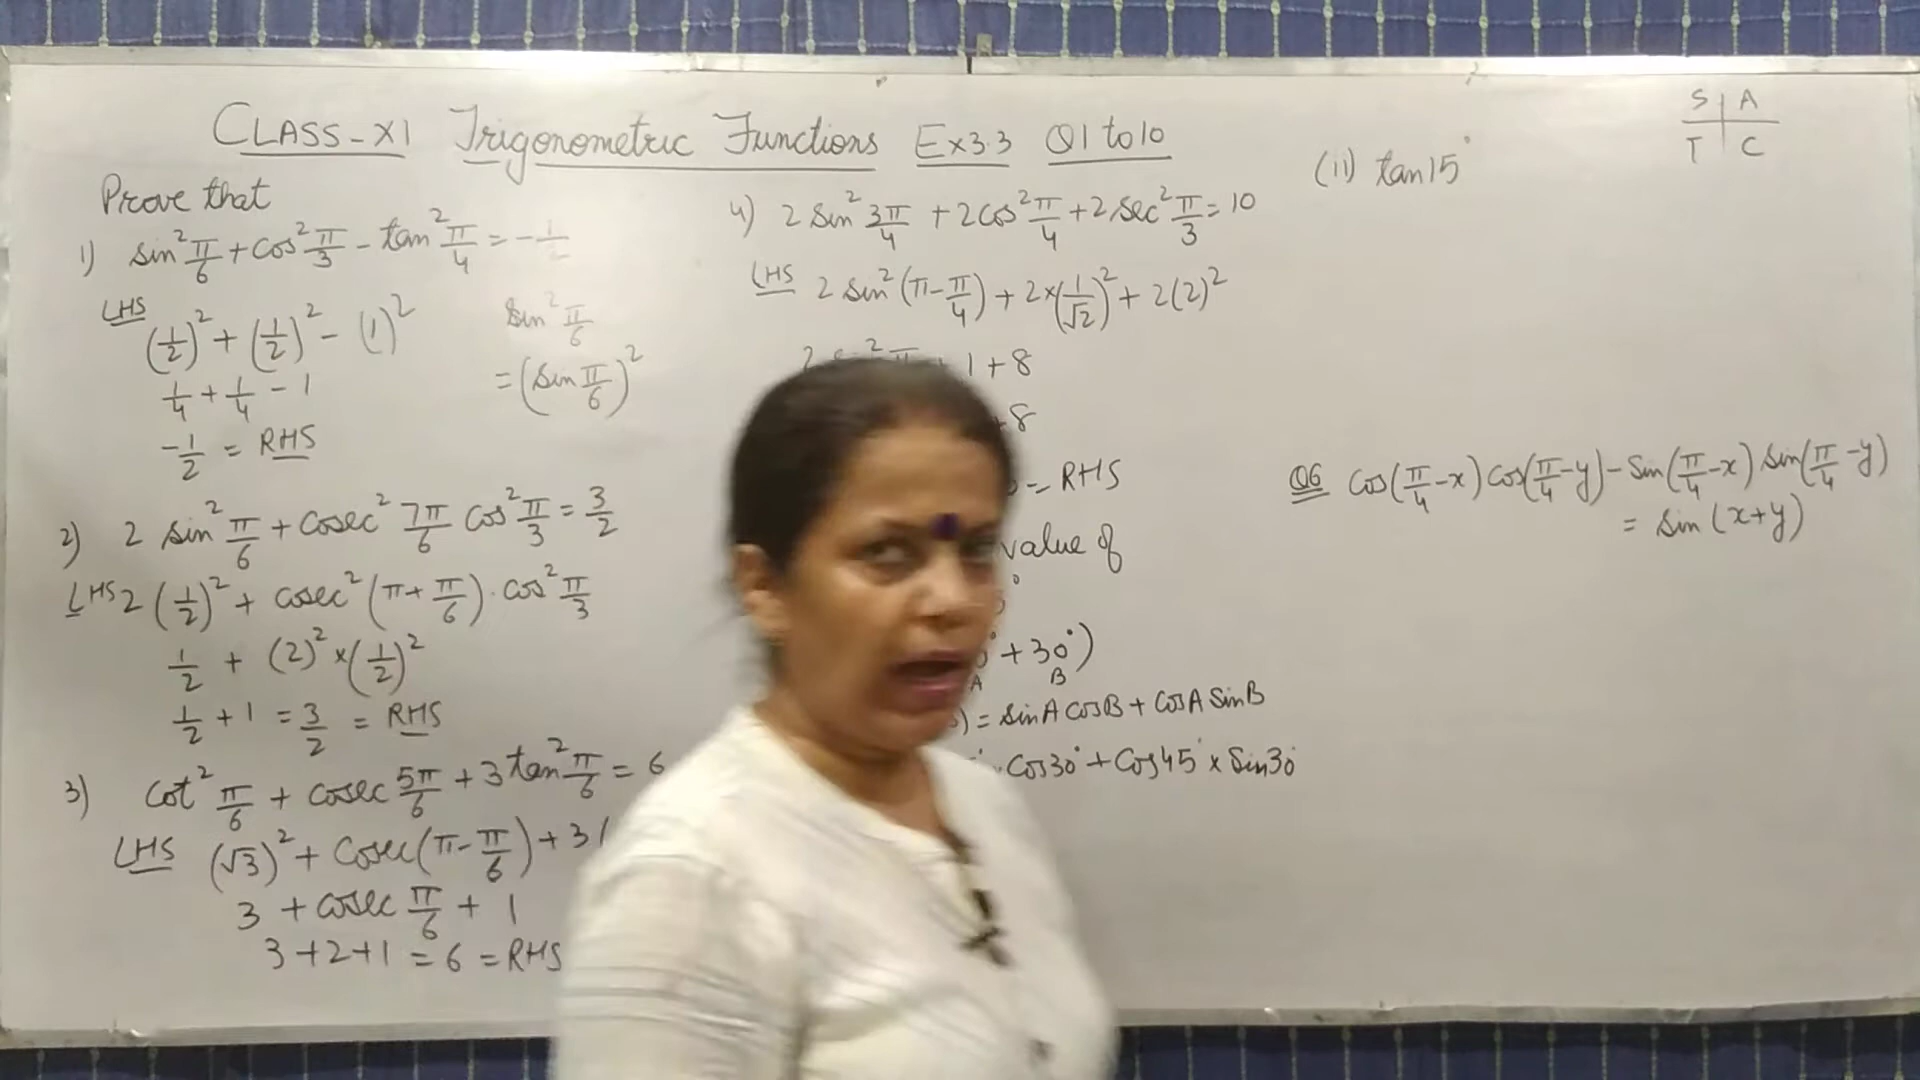 CLASS-XI Trigonometric Functions Ex3.3 Q1 to 10
Prove that
1) sin²π/6 + cos²π/3 - tan²π/4 = -1/2
LHS
(1/2)² + (1/2)² - (1)²
1/4 + 1/4 - 1
-1/2 = RHS
sin²π/6
= (sin π/6)²
2) 2 sin²π/6 + cosec² 7π/6 cos²π/3 = 3/2
LHS 2(1/2)² + cosec²(π+π/6) . cos²π/3
1/2 + (2)² × (1/2)²
1/2 + 1 = 3/2 = RHS
3) cot²π/6 + cosec 5π/6 + 3 tan²π/6 = 6
LHS (√3)² + cosec(π-π/6) + 3(
3 + cosec π/6 + 1
3+2+1 = 6 = RHS
4) 2 sin²3π/4 + 2cos²π/4 + 2sec²π/3 = 10
LHS 2 sin²(π-π/4) + 2×(1/√2)² + 2(2)²
1 + 8
+8
= RHS
value of
+30°)
A B
) = sinA cosB + cosA sinB
. cos30° + cos45° × sin30°
(ii) tan15°
S A
T C
Q6 cos(π/4-x) cos(π/4-y) - sin(π/4-x) sin(π/4-y)
= sin(x+y)